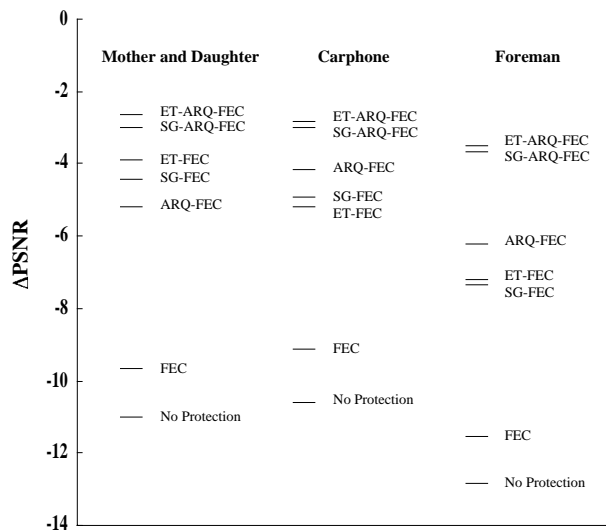 0
-2
-4
-6
-8
-10
-12
-14
ΔPSNR
Mother and Daughter
ET-ARQ-FEC
SG-ARQ-FEC
ET-FEC
SG-FEC
ARQ-FEC
FEC
No Protection
Carphone
ET-ARQ-FEC
SG-ARQ-FEC
ARQ-FEC
SG-FEC
ET-FEC
FEC
No Protection
Foreman
ET-ARQ-FEC
SG-ARQ-FEC
ARQ-FEC
ET-FEC
SG-FEC
FEC
No Protection